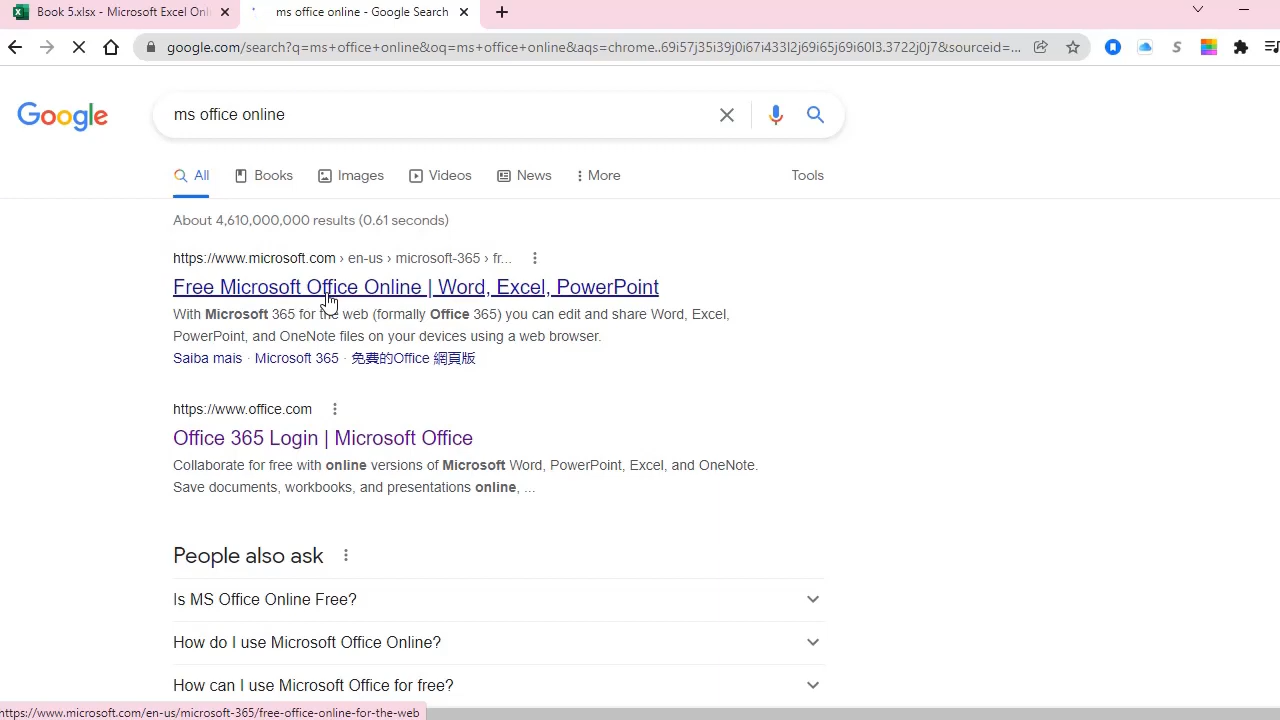 Book 5.xlsx - Microsoft Excel Onl
ms office online - Google Search
google.com/search?q=ms+office+online&oq=ms+office+online&aqs=chrome..69i57j35i39j0i67i433l2j69i65j69i60l3.3722j0j7&sourceid=...
Google
ms office online
All
Books
Images
Videos
News
More
Tools
About 4,610,000,000 results (0.61 seconds)
https://www.microsoft.com › en-us › microsoft-365 › fr...
Free Microsoft Office Online | Word, Excel, PowerPoint
With Microsoft 365 for the web (formally Office 365) you can edit and share Word, Excel,
PowerPoint, and OneNote files on your devices using a web browser.
Saiba mais · Microsoft 365 · 免費的Office 網頁版
https://www.office.com
Office 365 Login | Microsoft Office
Collaborate for free with online versions of Microsoft Word, PowerPoint, Excel, and OneNote.
Save documents, workbooks, and presentations online, ...
People also ask
Is MS Office Online Free?
How do I use Microsoft Office Online?
How can I use Microsoft Office for free?
https://www.microsoft.com/en-us/microsoft-365/free-office-online-for-the-web